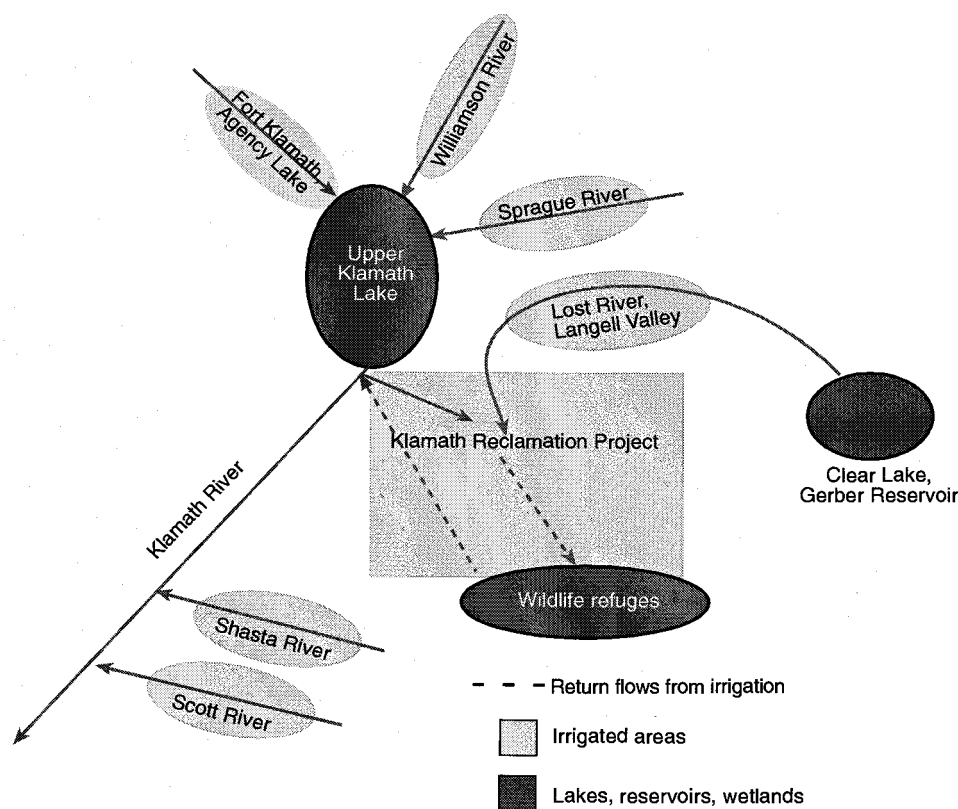 Williamson River
Fort Klamath,
Agency Lake
Sprague River
Upper
Klamath
Lake
Lost River,
Langell Valley
Klamath Reclamation Project
Clear Lake,
Gerber Reservoir
Klamath River
Wildlife refuges
Shasta River
Scott River
Return flows from irrigation
Irrigated areas
Lakes, reservoirs, wetlands